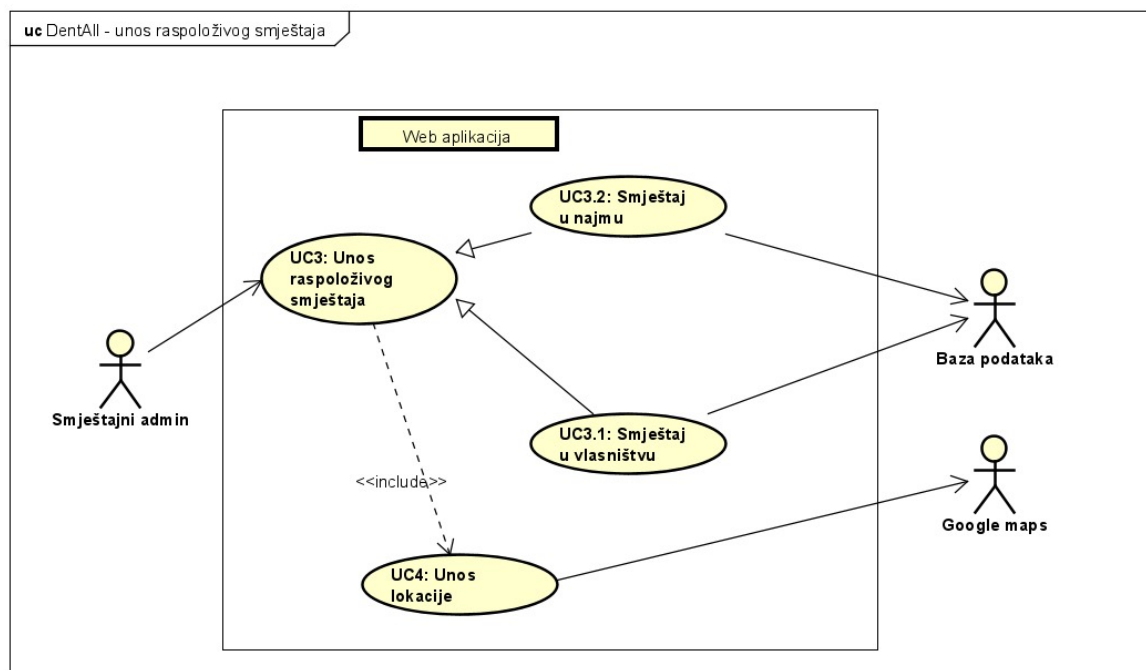 uc DentAll - unos raspoloživog smještaja
Web aplikacija
UC3.2: Smještaj
u najmu
UC3: Unos
raspoloživog
smještaja
Smještajni admin
Baza podataka
UC3.1: Smještaj
u vlasništvu
<<include>>
Google maps
UC4: Unos
lokacije